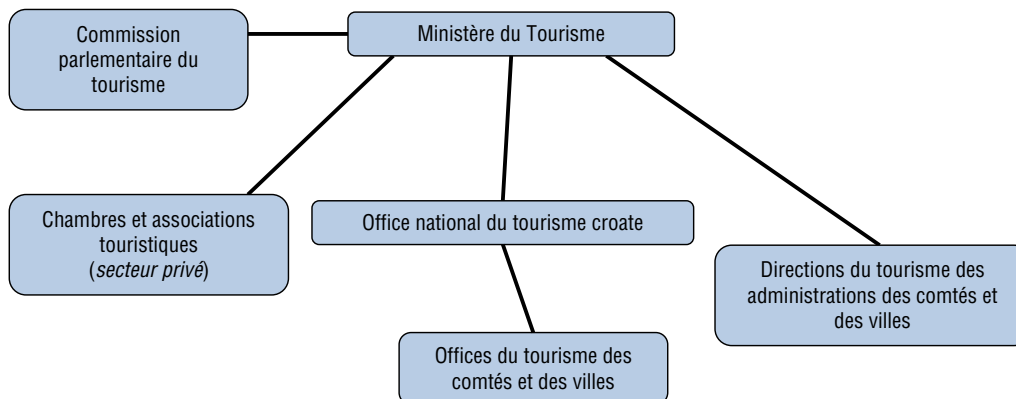 Commission
parlementaire du
tourisme
Ministère du Tourisme
Chambres et associations
touristiques
(secteur privé)
Office national du tourisme croate
Directions du tourisme des
administrations des comtés et
des villes
Offices du tourisme des
comtés et des villes